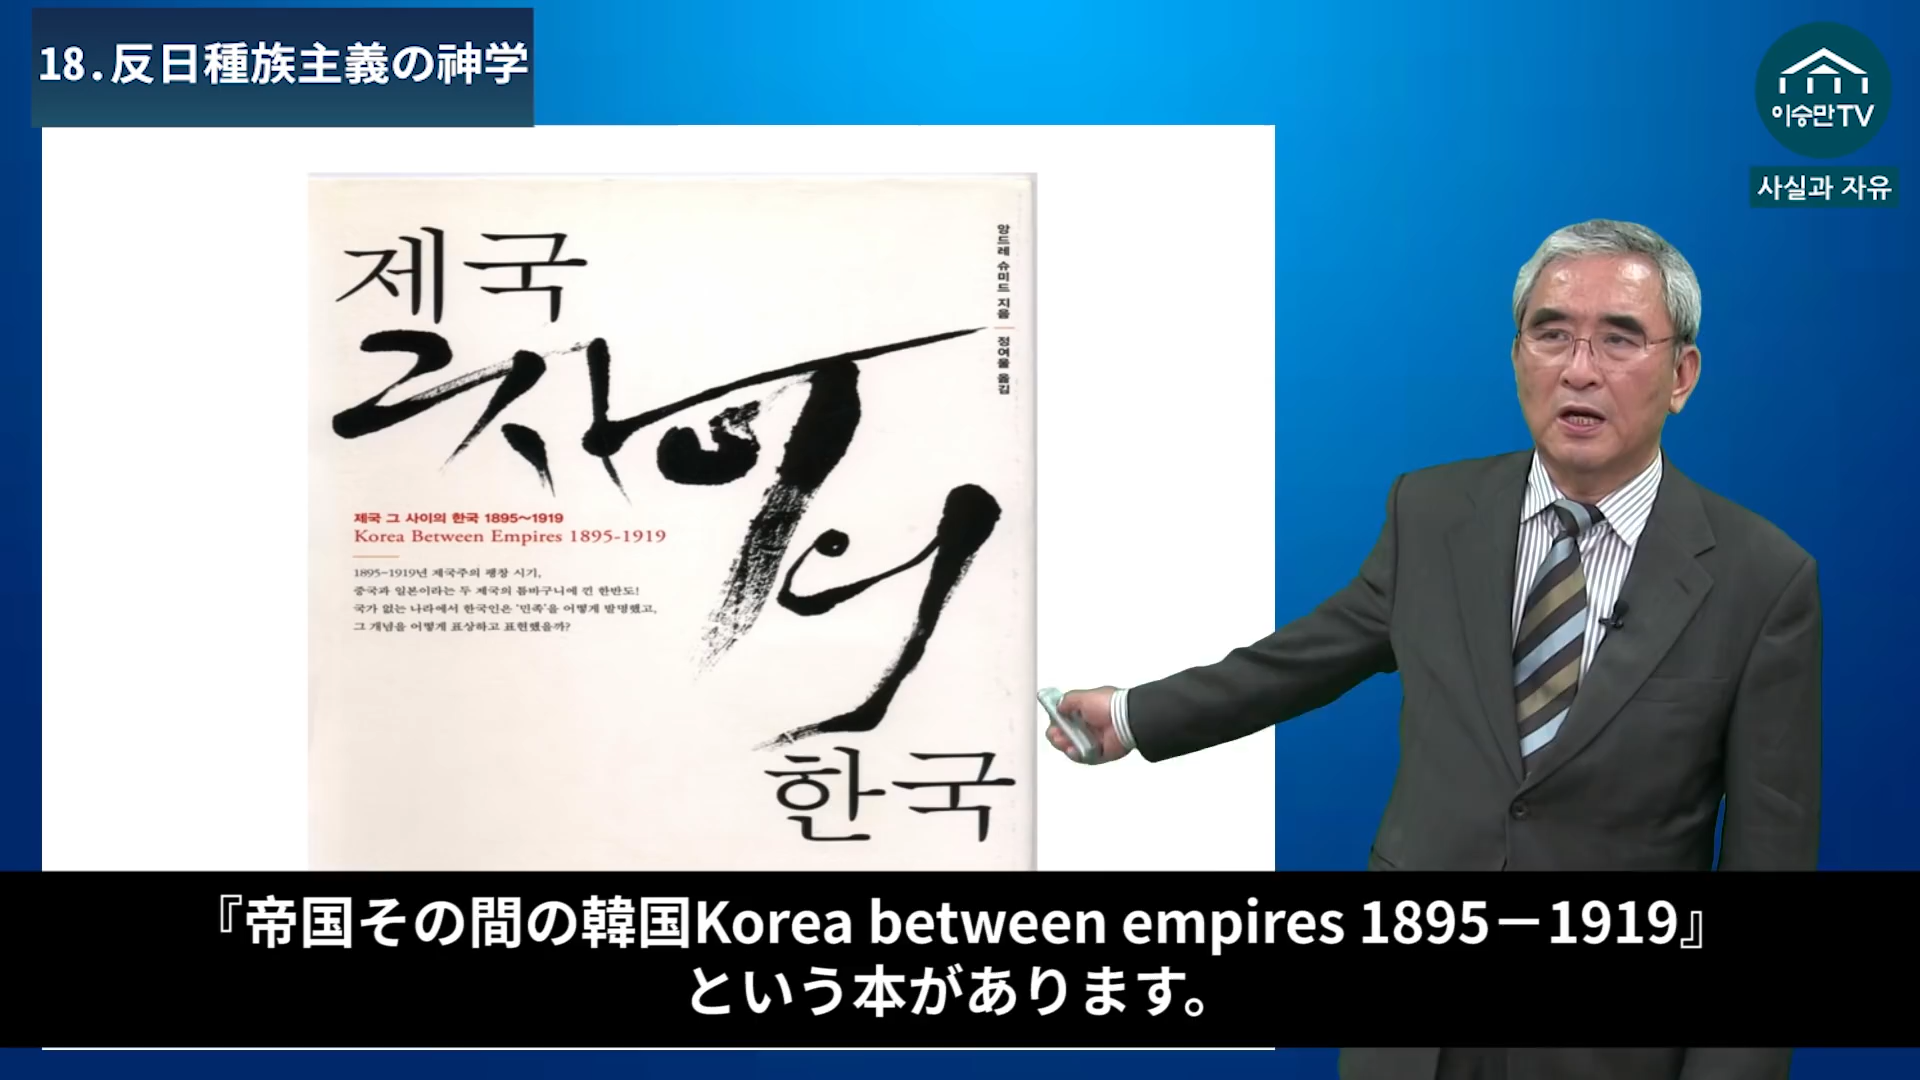 18.反日種族主義の神学
이승만TV
사실과 자유
제국
그 사이의
한국
앙드레 슈미드 지음 | 정여울 옮김
제국 그 사이의 한국 1895~1919
Korea Between Empires 1895-1919
1895~1919년 제국주의 팽창 시기,
중국과 일본이라는 두 제국의 틈바구니에 낀 한반도!
국가 없는 나라에서 한국인은 '민족'을 어떻게 발명했고,
그 개념을 어떻게 표상하고 표현했을까?
『帝国その間の韓国Korea between empires 1895－1919』
という本があります。